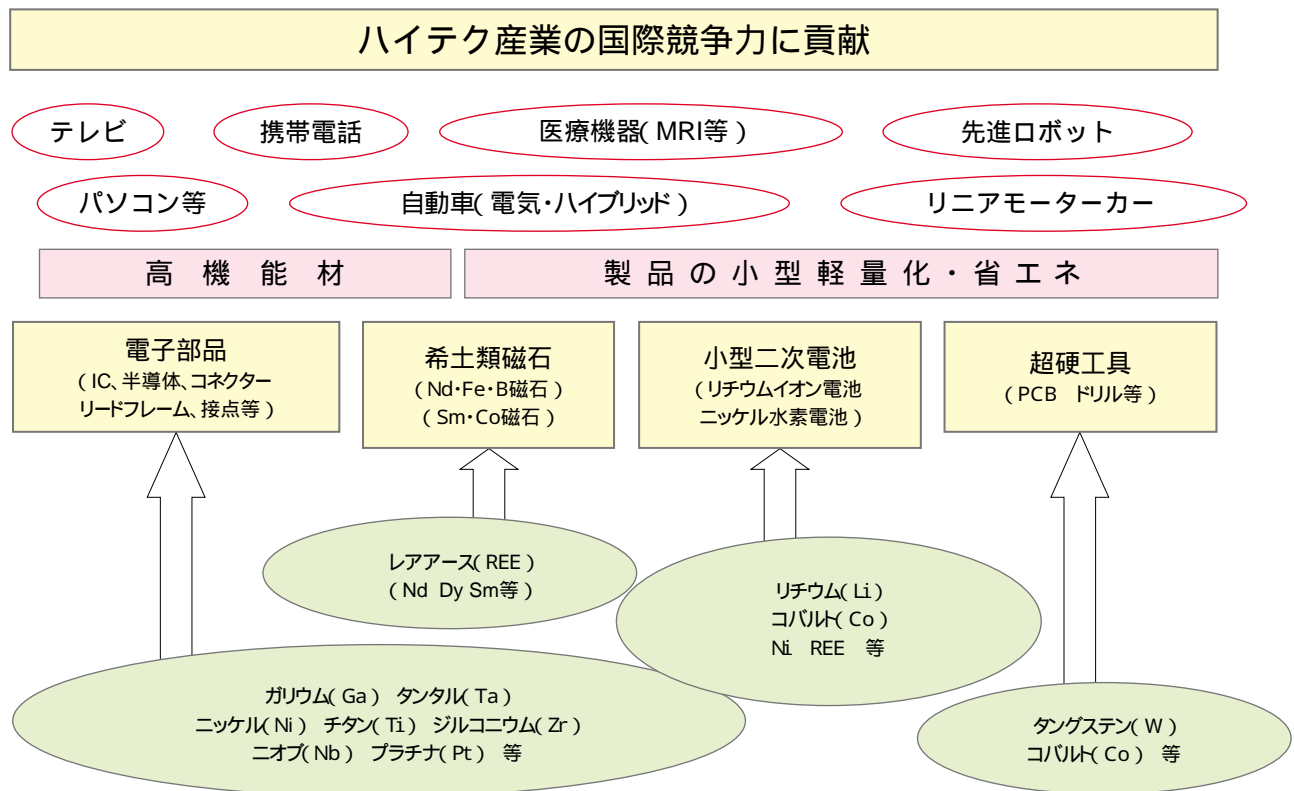 ハイテク産業の国際競争力に貢献
テレビ
携帯電話
医療機器(MRI等)
先進ロボット
パソコン等
自動車(電気・ハイブリッド)
リニアモーターカー
高機能材
製品の小型軽量化・省エネ
電子部品
(IC、半導体、コネクター
リードフレーム、接点等)
希土類磁石
(Nd・Fe・B磁石)
(Sm・Co磁石)
小型二次電池
(リチウムイオン電池
ニッケル水素電池)
超硬工具
(PCB ドリル等)
レアアース(REE)
(Nd Dy Sm等)
リチウム(Li)
コバルト(Co)
Ni REE 等
ガリウム(Ga) タンタル(Ta)
ニッケル(Ni) チタン(Ti) ジルコニウム(Zr)
ニオブ(Nb) プラチナ(Pt) 等
タングステン(W)
コバルト(Co) 等